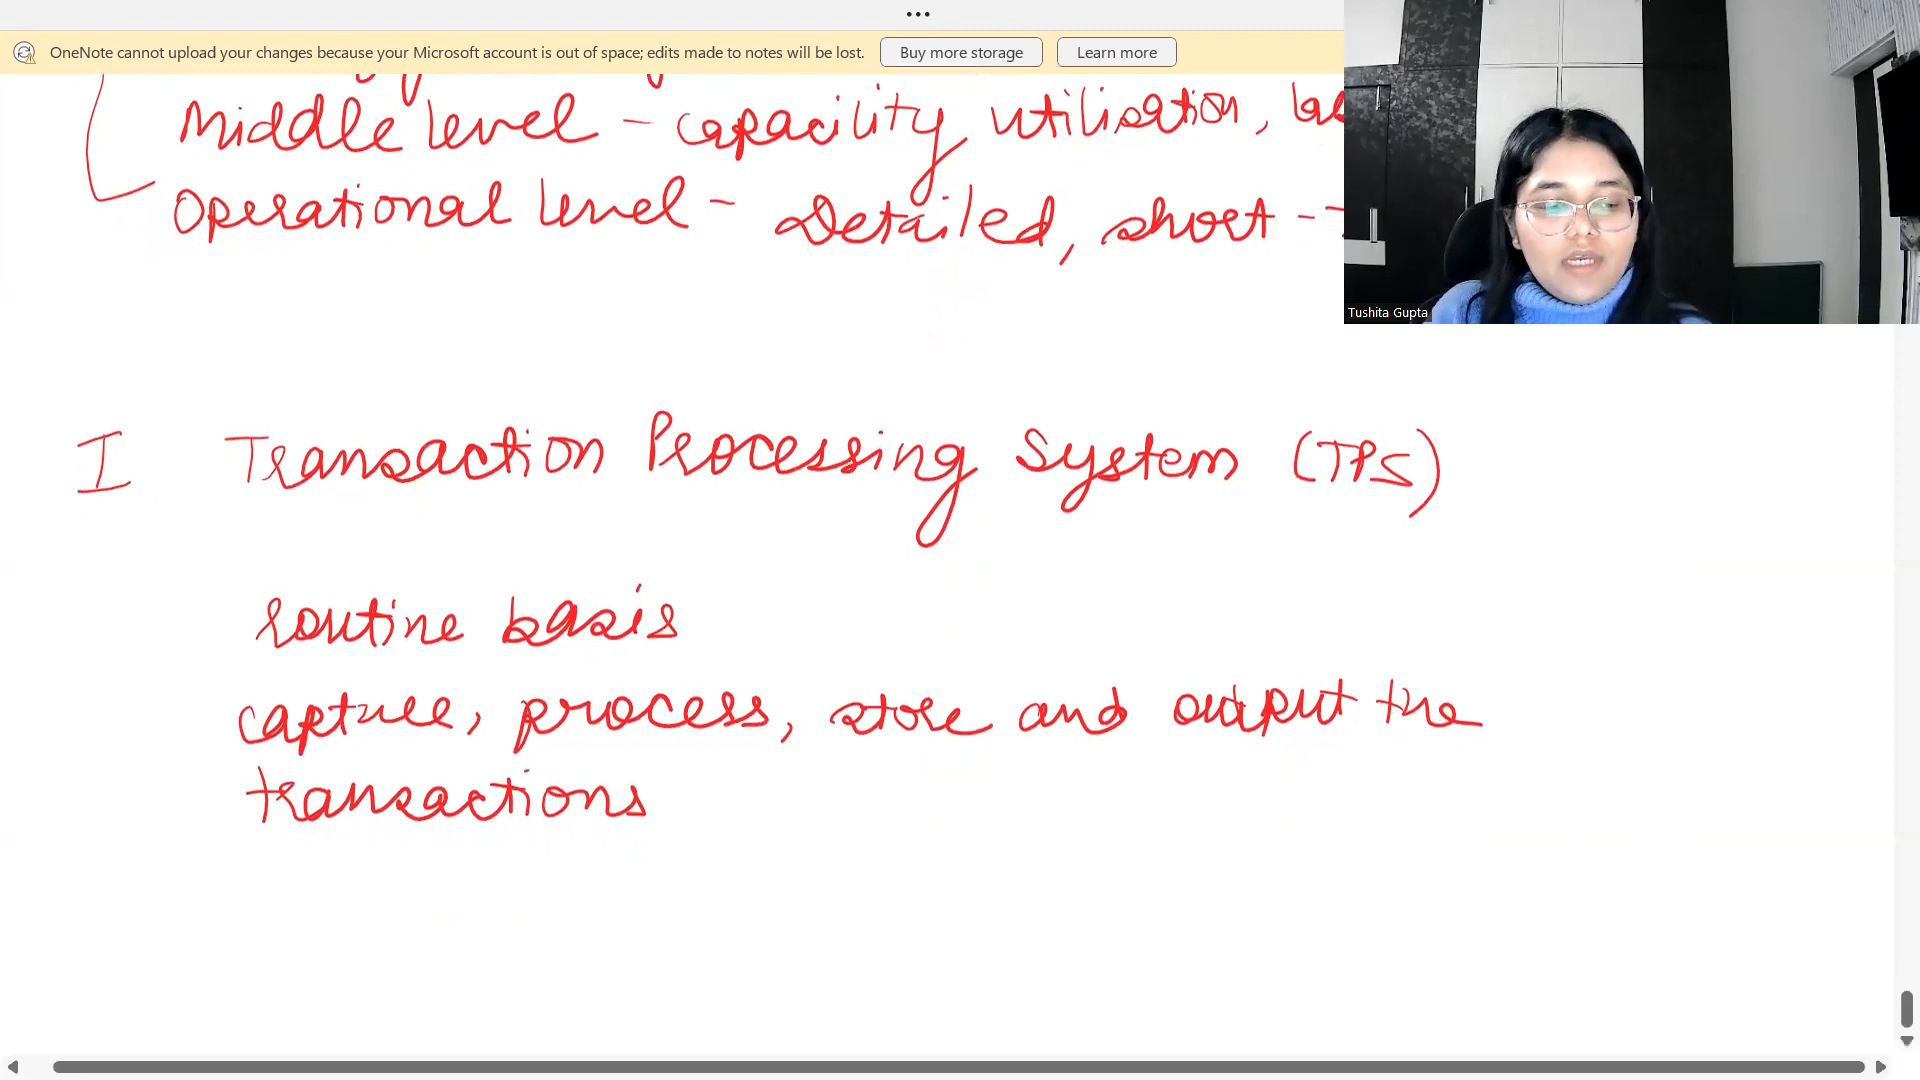 OneNote cannot upload your changes because your Microsoft account is out of space; edits made to notes will be lost. Buy more storage Learn more
Middle level - capacility utilisation,
Operational level - Detailed, short -
Tushita Gupta
I Transaction Processing System (TPS)
routine basis
capture, process, store and output the
transactions